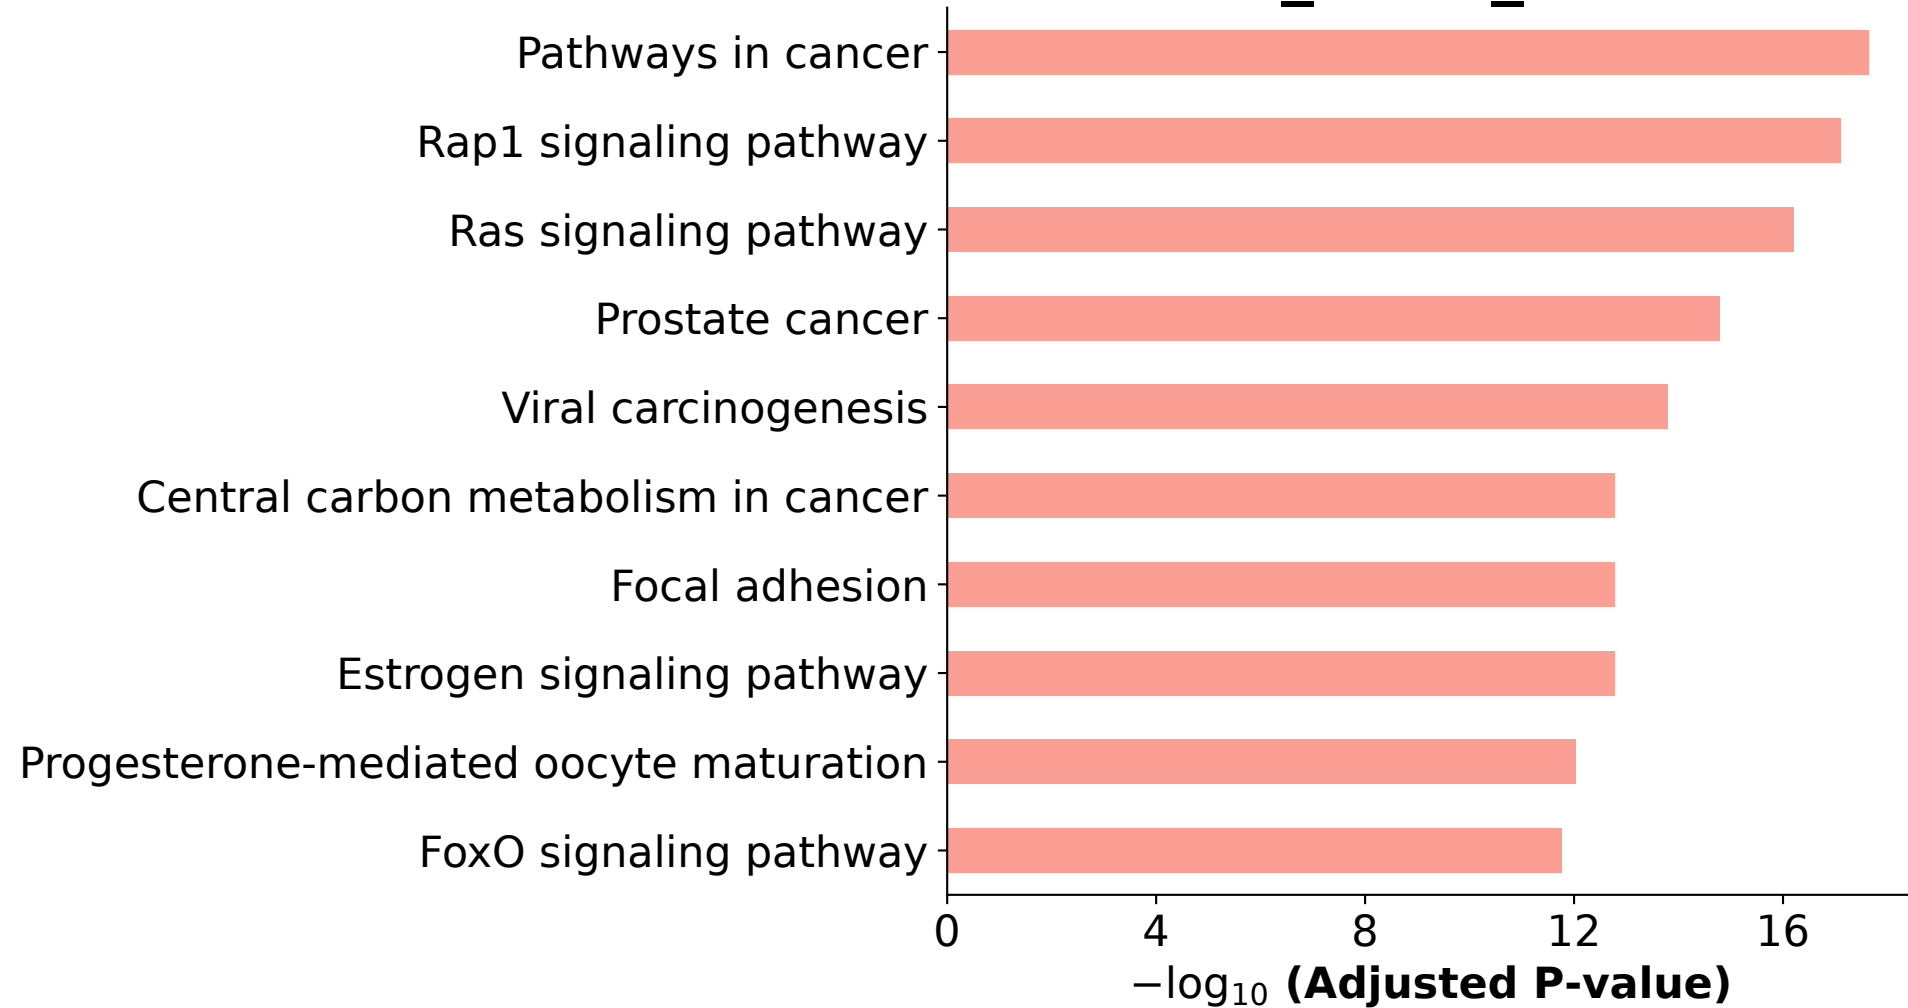 Pathways in cancer
Rap1 signaling pathway
Ras signaling pathway
Prostate cancer
Viral carcinogenesis
Central carbon metabolism in cancer
Focal adhesion
Estrogen signaling pathway
Progesterone-mediated oocyte maturation
FoxO signaling pathway
0 4 8 12 16
−log₁₀ (Adjusted P-value)